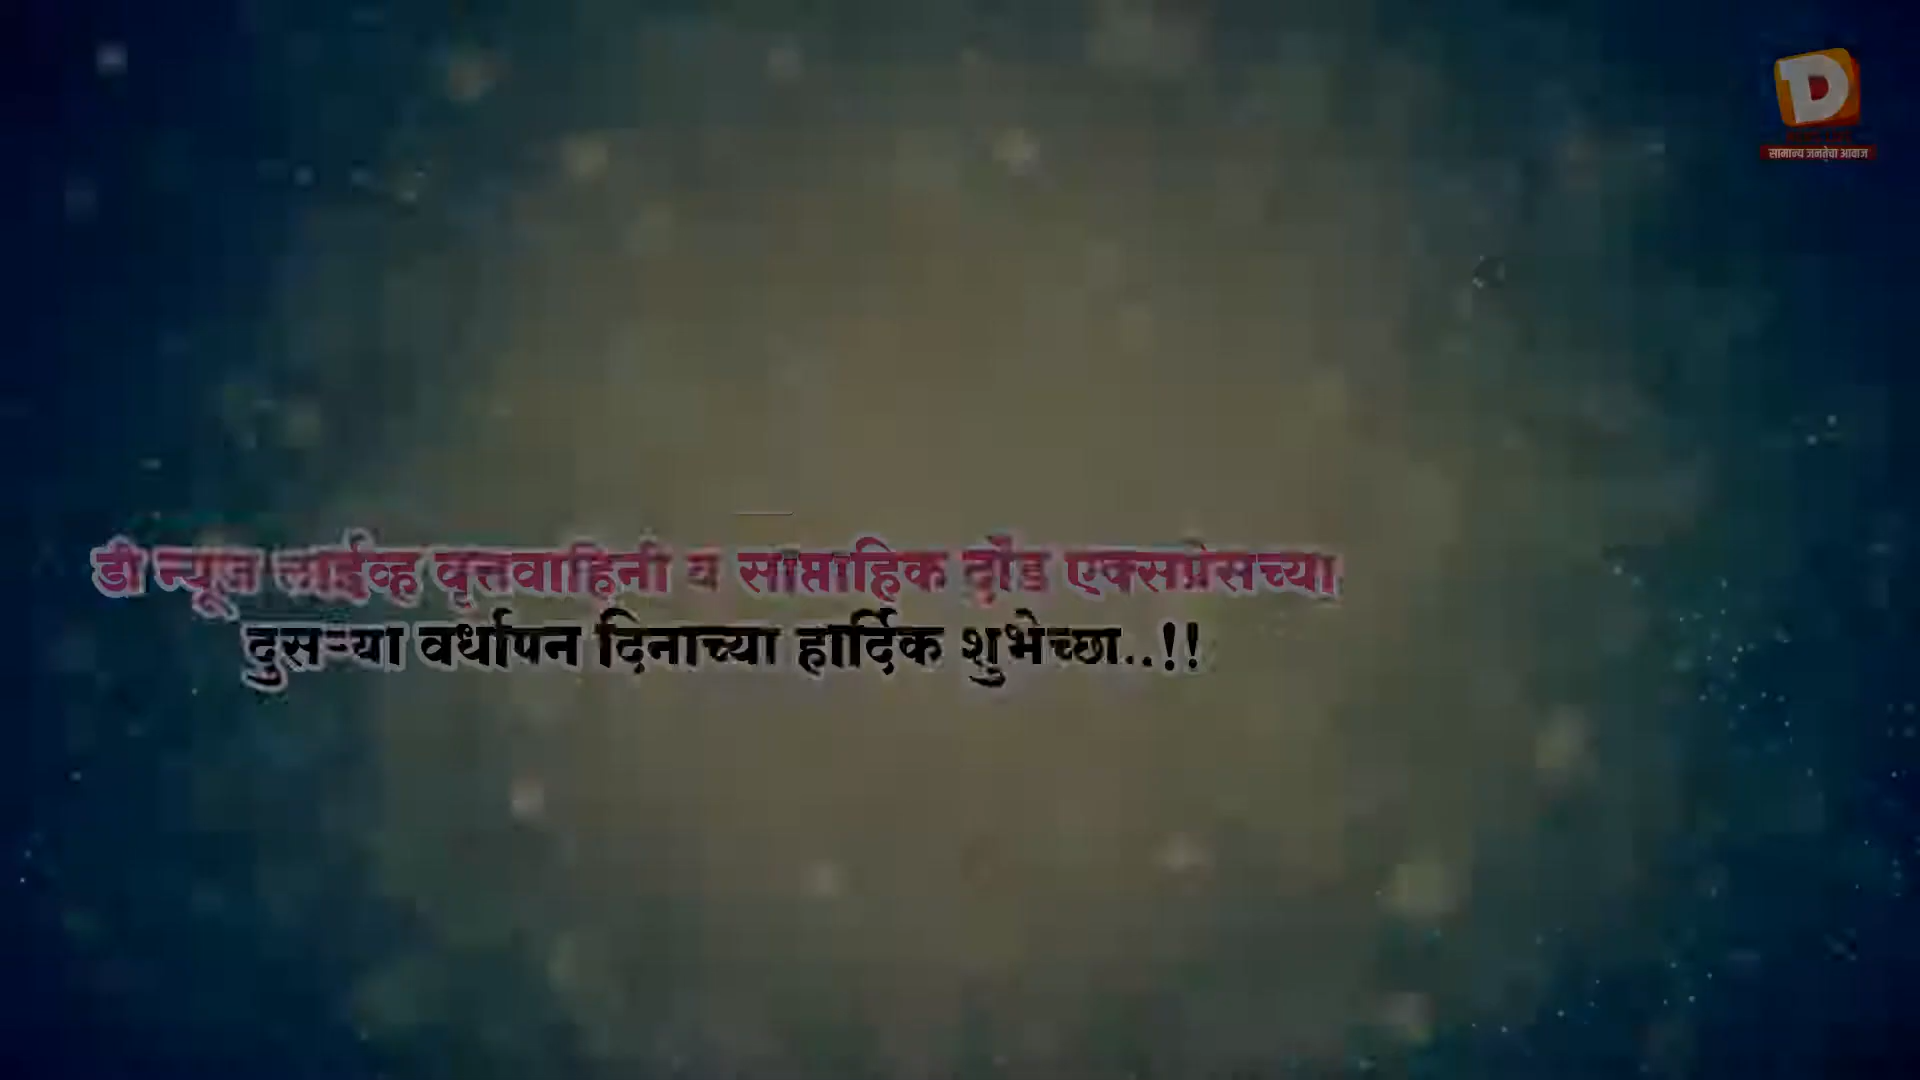 सामान्य जनतेचा आवाज
डी न्यूज लाईव्ह वृत्तवाहिनी व साप्ताहिक दौंड एक्सप्रेसच्या
दुसऱ्या वर्धापन दिनाच्या हार्दिक शुभेच्छा..!!